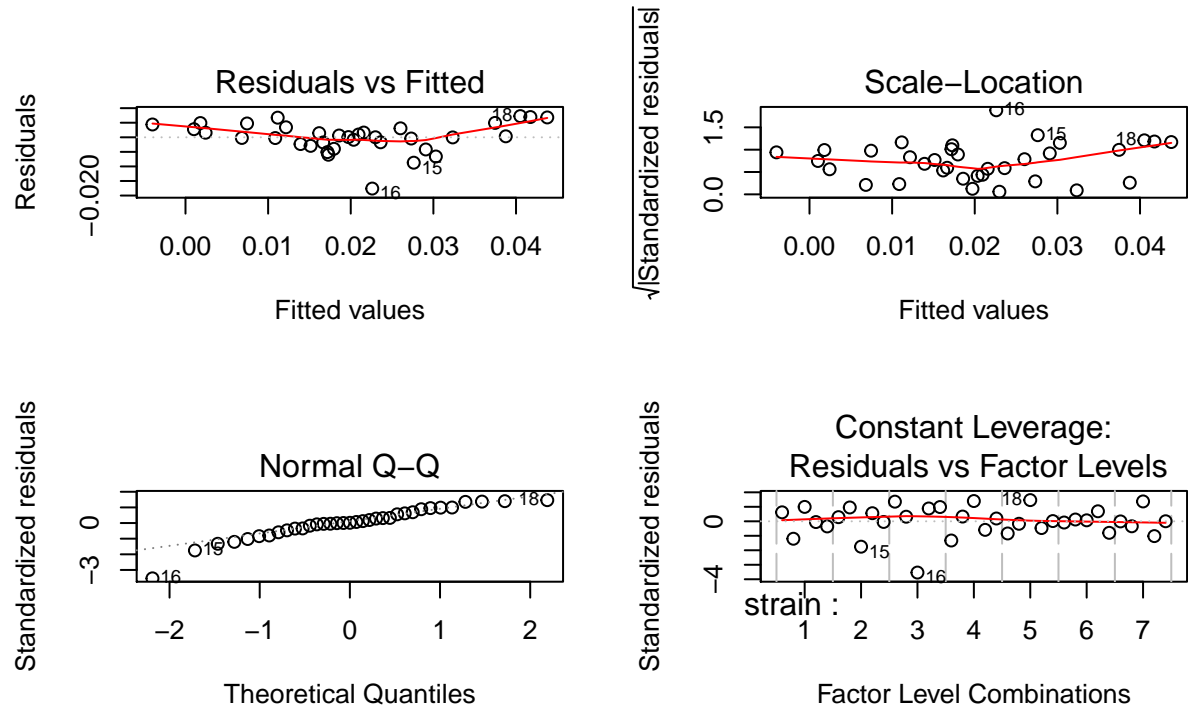 Residuals vs Fitted
Residuals
−0.020
18
15
16
0.00 0.01 0.02 0.03 0.04
Fitted values
Scale−Location
√|Standardized residuals|
0.0 1.5
16
15
18
0.00 0.01 0.02 0.03 0.04
Fitted values
Normal Q−Q
Standardized residuals
−3 0
18
15
16
−2 −1 0 1 2
Theoretical Quantiles
Constant Leverage:
Residuals vs Factor Levels
Standardized residuals
−4 0
18
15
16
strain :
1 2 3 4 5 6 7
Factor Level Combinations